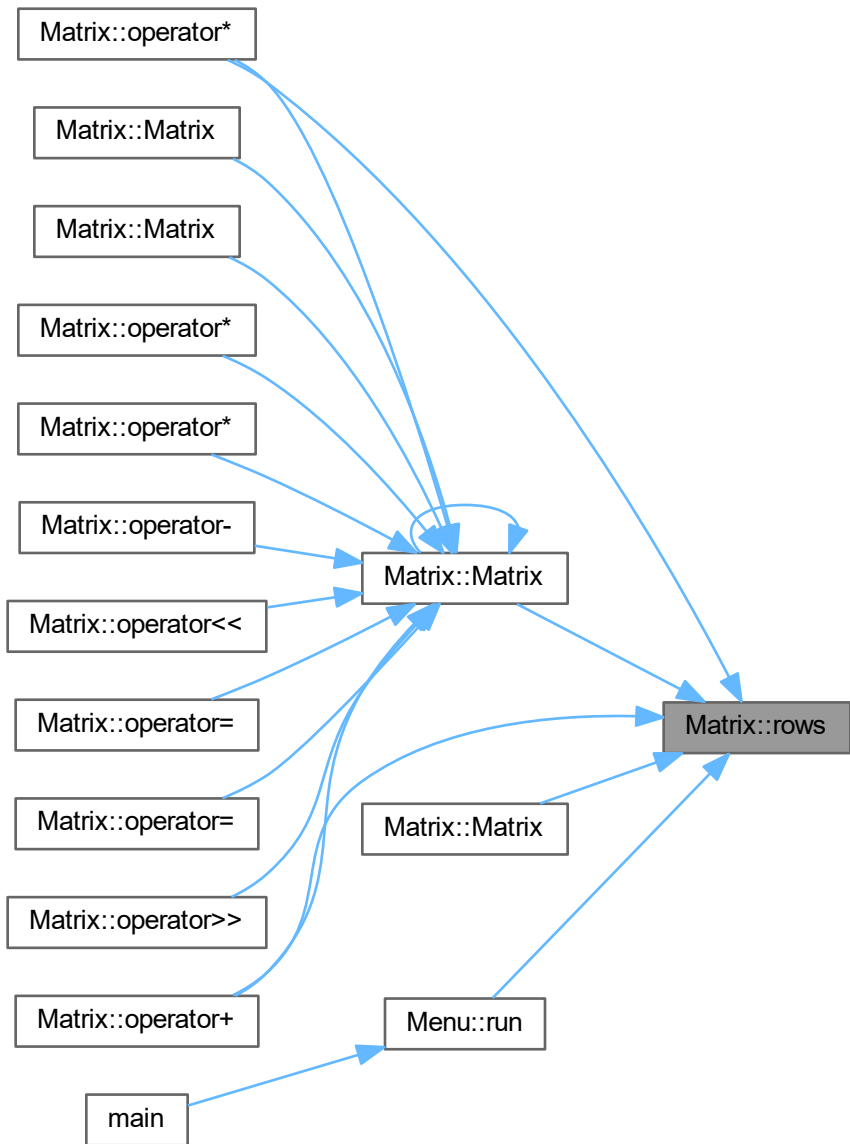 Matrix::operator*
Matrix::Matrix
Matrix::Matrix
Matrix::operator*
Matrix::operator*
Matrix::operator-
Matrix::Matrix
Matrix::operator<<
Matrix::operator=
Matrix::rows
Matrix::operator=
Matrix::Matrix
Matrix::operator>>
Matrix::operator+
Menu::run
main